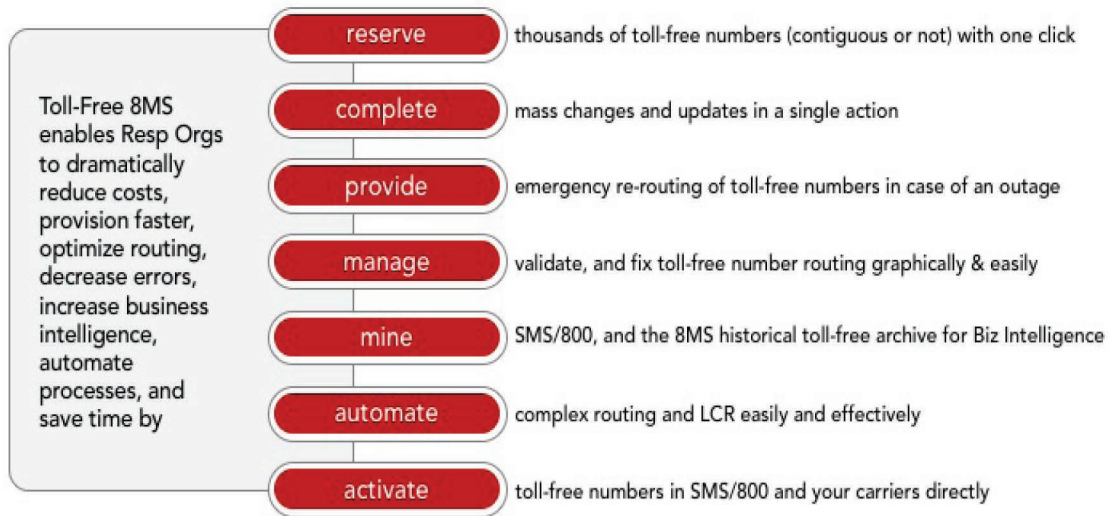 Toll-Free 8MS
enables Resp Orgs
to dramatically
reduce costs,
provision faster,
optimize routing,
decrease errors,
increase business
intelligence,
automate
processes, and
save time by
reserve thousands of toll-free numbers (contiguous or not) with one click
complete mass changes and updates in a single action
provide emergency re-routing of toll-free numbers in case of an outage
manage validate, and fix toll-free number routing graphically & easily
mine SMS/800, and the 8MS historical toll-free archive for Biz Intelligence
automate complex routing and LCR easily and effectively
activate toll-free numbers in SMS/800 and your carriers directly